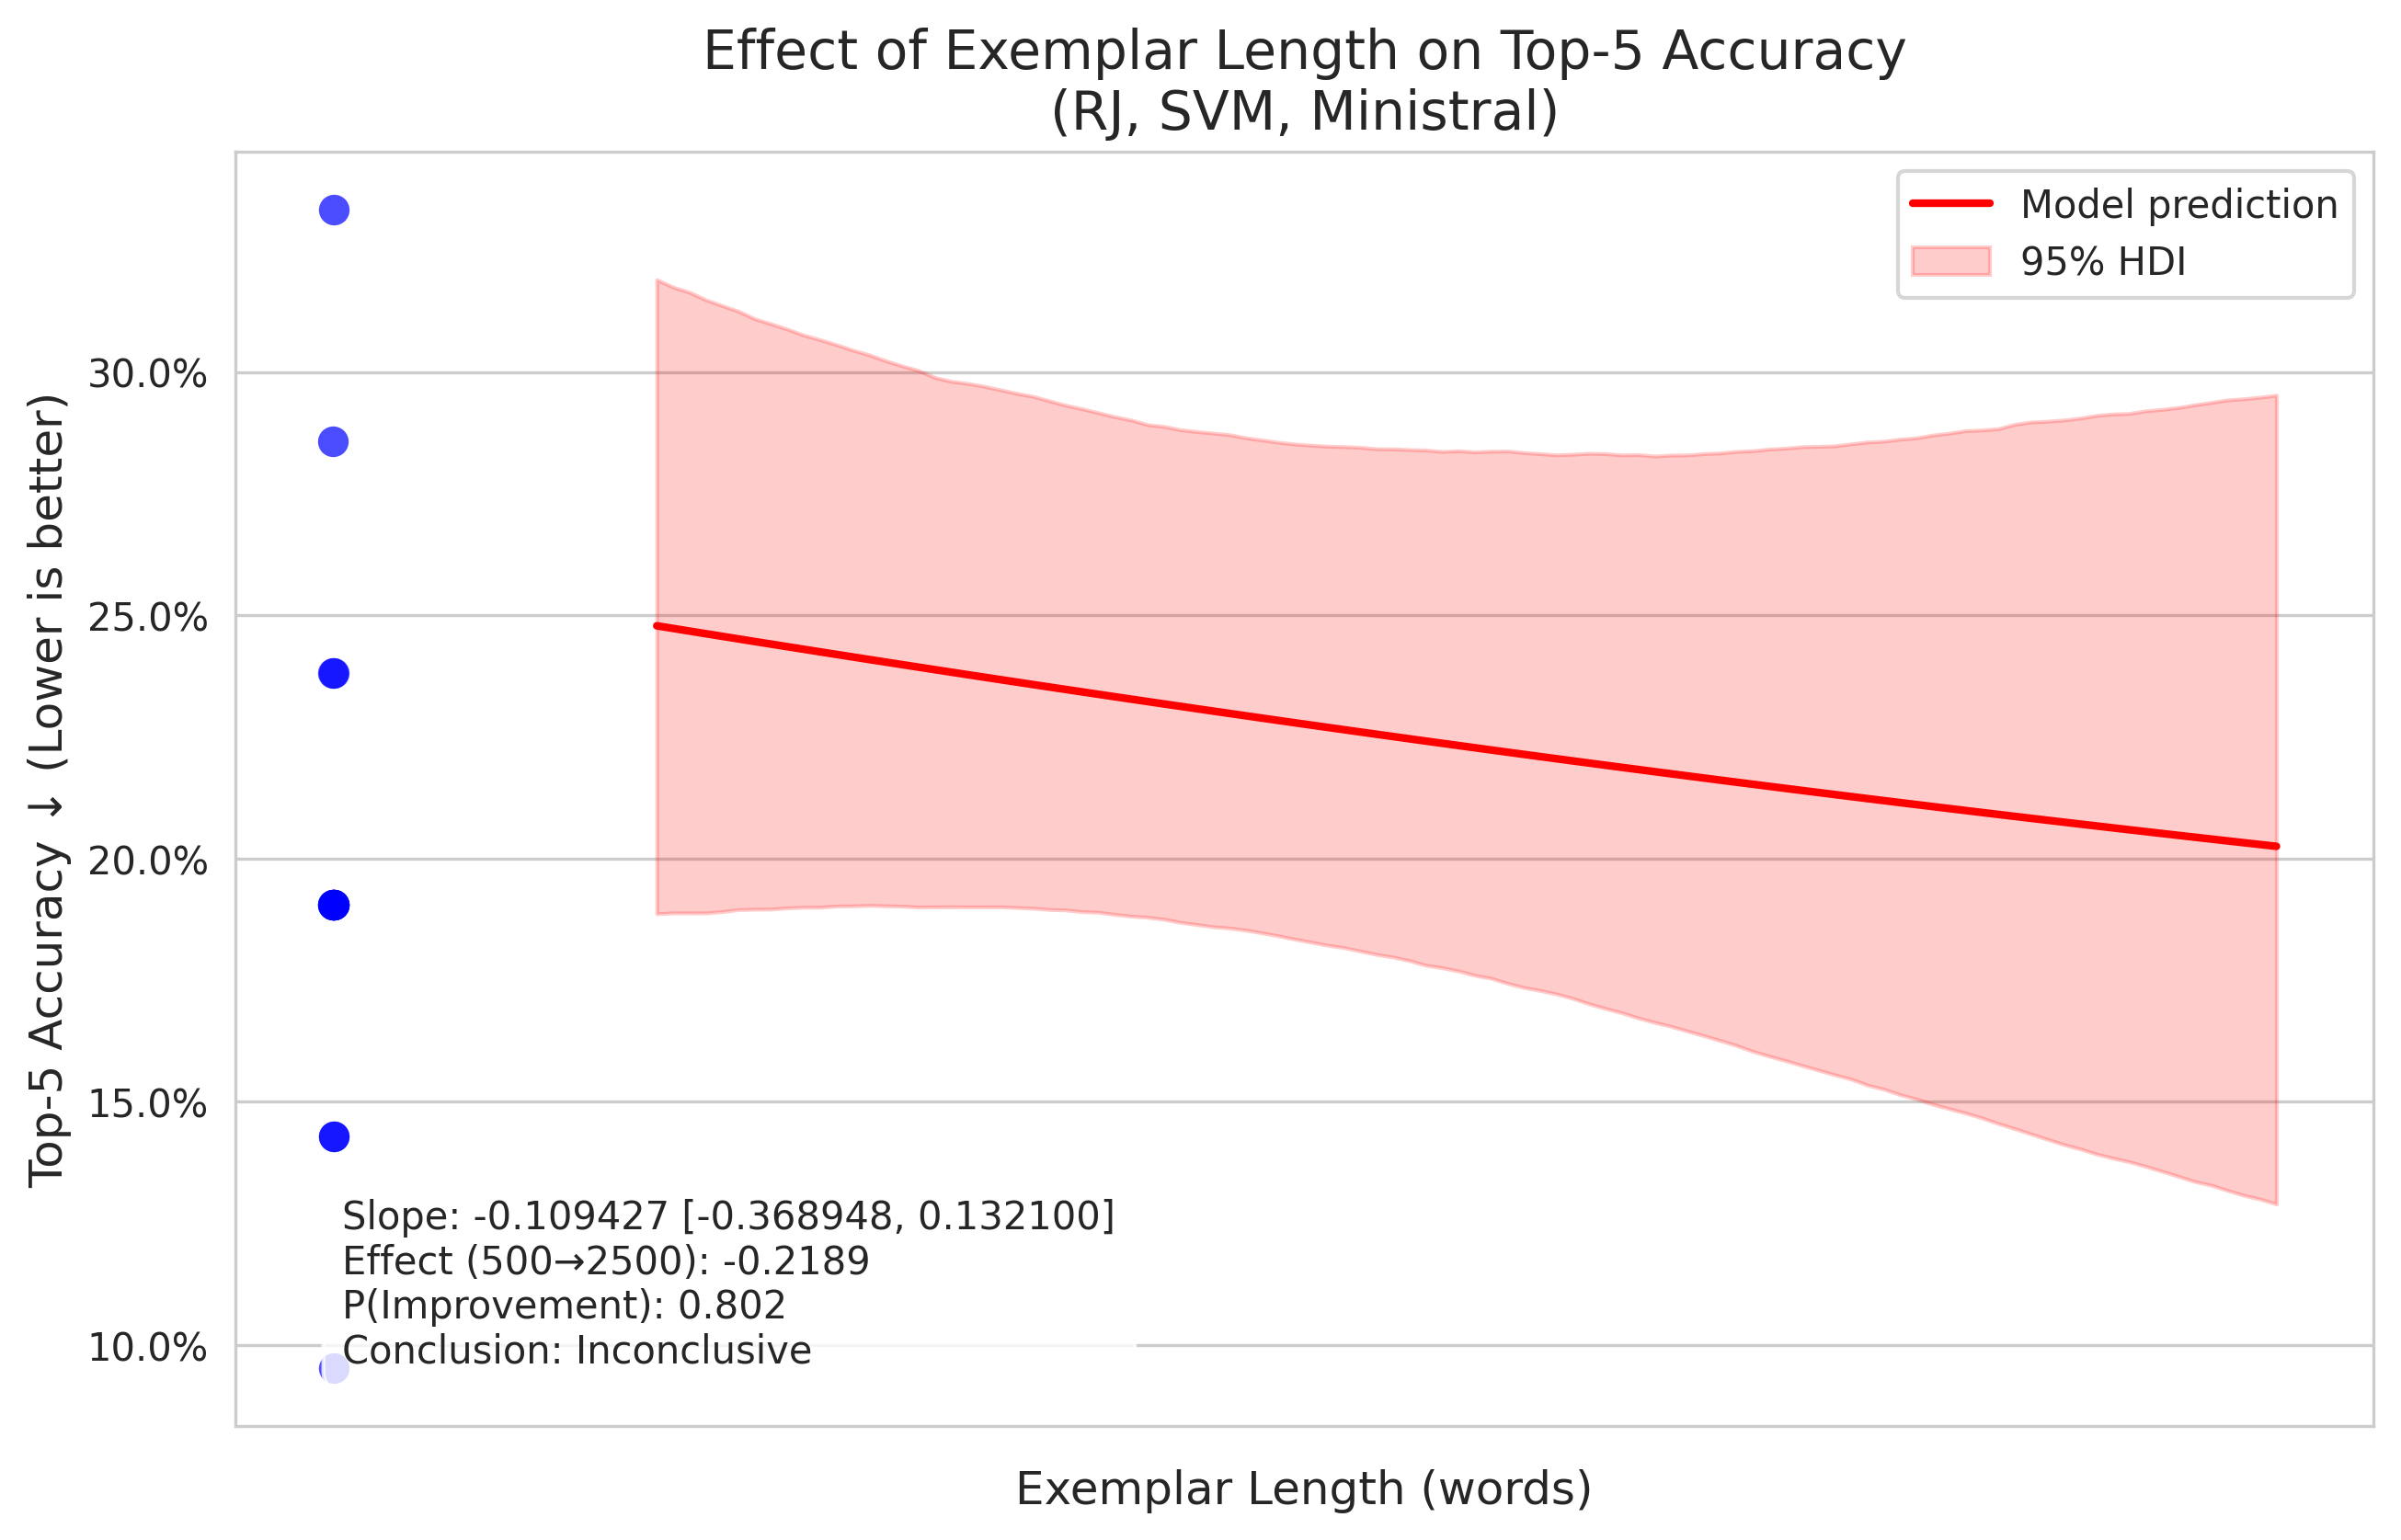 Effect of Exemplar Length on Top-5 Accuracy
(RJ, SVM, Ministral)
Model prediction
95% HDI
Top-5 Accuracy ↓ (Lower is better)
30.0%
25.0%
20.0%
15.0%
10.0%
Slope: -0.109427 [-0.368948, 0.132100]
Effect (500→2500): -0.2189
P(Improvement): 0.802
Conclusion: Inconclusive
Exemplar Length (words)